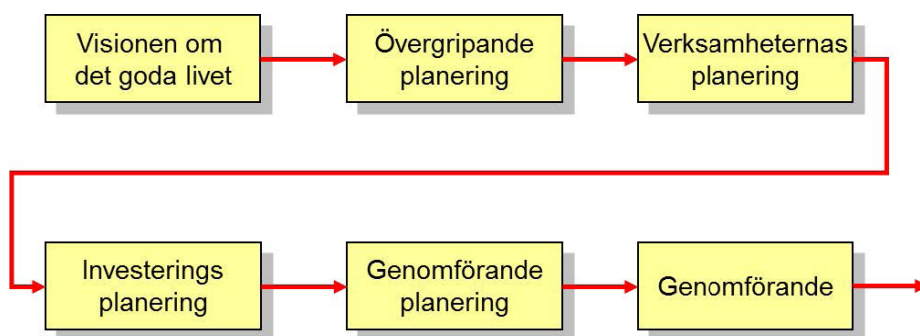 Visionen om
det goda livet
Övergripande
planering
Verksamheternas
planering
Investerings
planering
Genomförande
planering
Genomförande